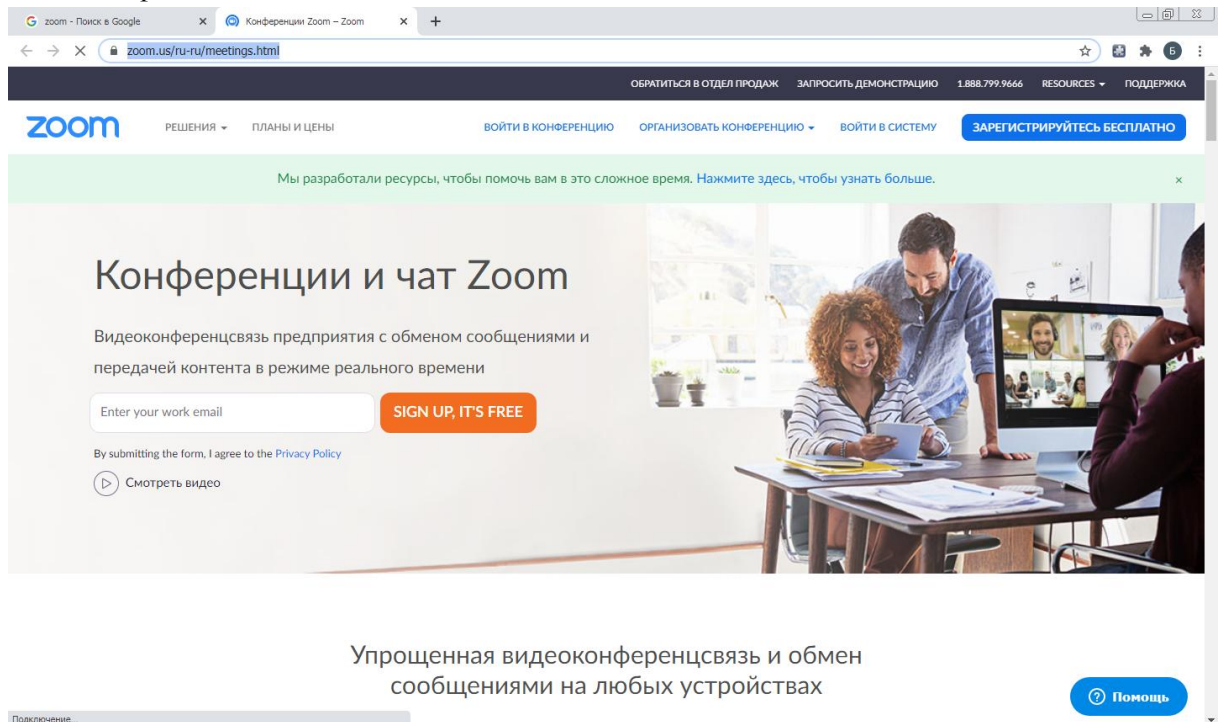 zoom - Поиск в Google
Конференции Zoom – Zoom
zoom.us/ru-ru/meetings.html
Б
ОБРАТИТЬСЯ В ОТДЕЛ ПРОДАЖ ЗАПРОСИТЬ ДЕМОНСТРАЦИЮ 1.888.799.9666 RESOURCES ПОДДЕРЖКА
zoom РЕШЕНИЯ ПЛАНЫ И ЦЕНЫ ВОЙТИ В КОНФЕРЕНЦИЮ ОРГАНИЗОВАТЬ КОНФЕРЕНЦИЮ ВОЙТИ В СИСТЕМУ ЗАРЕГИСТРИРУЙТЕСЬ БЕСПЛАТНО
Мы разработали ресурсы, чтобы помочь вам в это сложное время. Нажмите здесь, чтобы узнать больше.
Конференции и чат Zoom
Видеоконференцсвязь предприятия с обменом сообщениями и
передачей контента в режиме реального времени
Enter your work email SIGN UP, IT'S FREE
By submitting the form, I agree to the Privacy Policy
Смотреть видео
Упрощенная видеоконференцсвязь и обмен
сообщениями на любых устройствах
Помощь
Подключение...